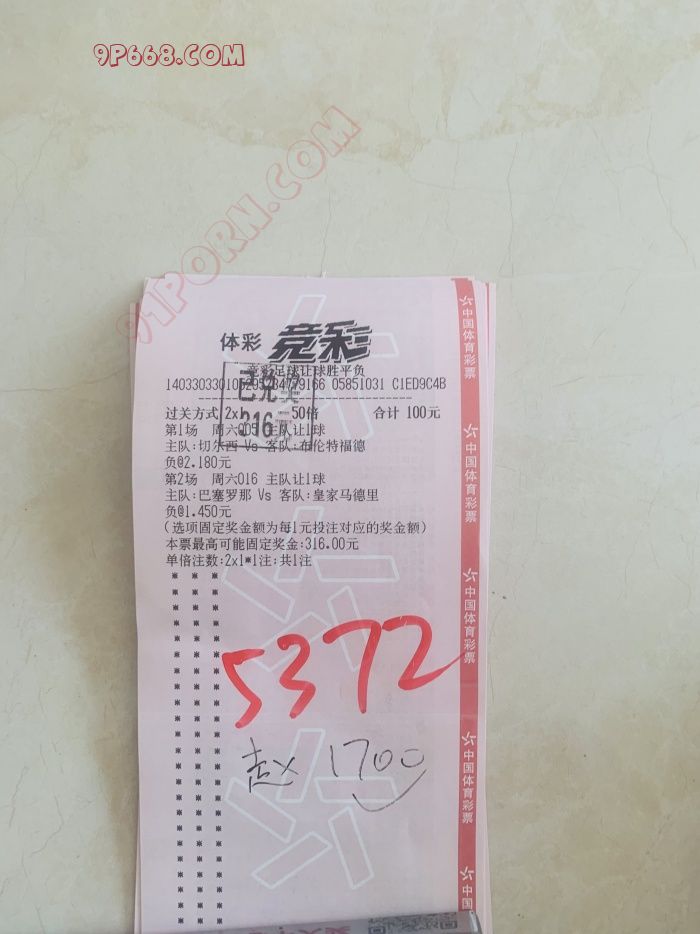 9P668.COM
91PORN.COM
体彩 竞彩
竞彩足球让球胜平负
05851031 C1ED9C4B
已兑
316
过关方式 50倍 合计 100元
第1场 周六005 主队让1球
主队:切尔西 Vs 客队:布伦特福德
负@2.180元
第2场 周六016 主队让1球
主队:巴塞罗那 Vs 客队:皇家马德里
负@1.450元
(选项固定奖金额为每1元投注对应的奖金额)
本票最高可能固定奖金:316.00元
单倍注数:2x1*1注:共1注
5372
赵 1700
中国体育彩票
中国体育彩票
中国体育彩票
中国体育彩票
中国